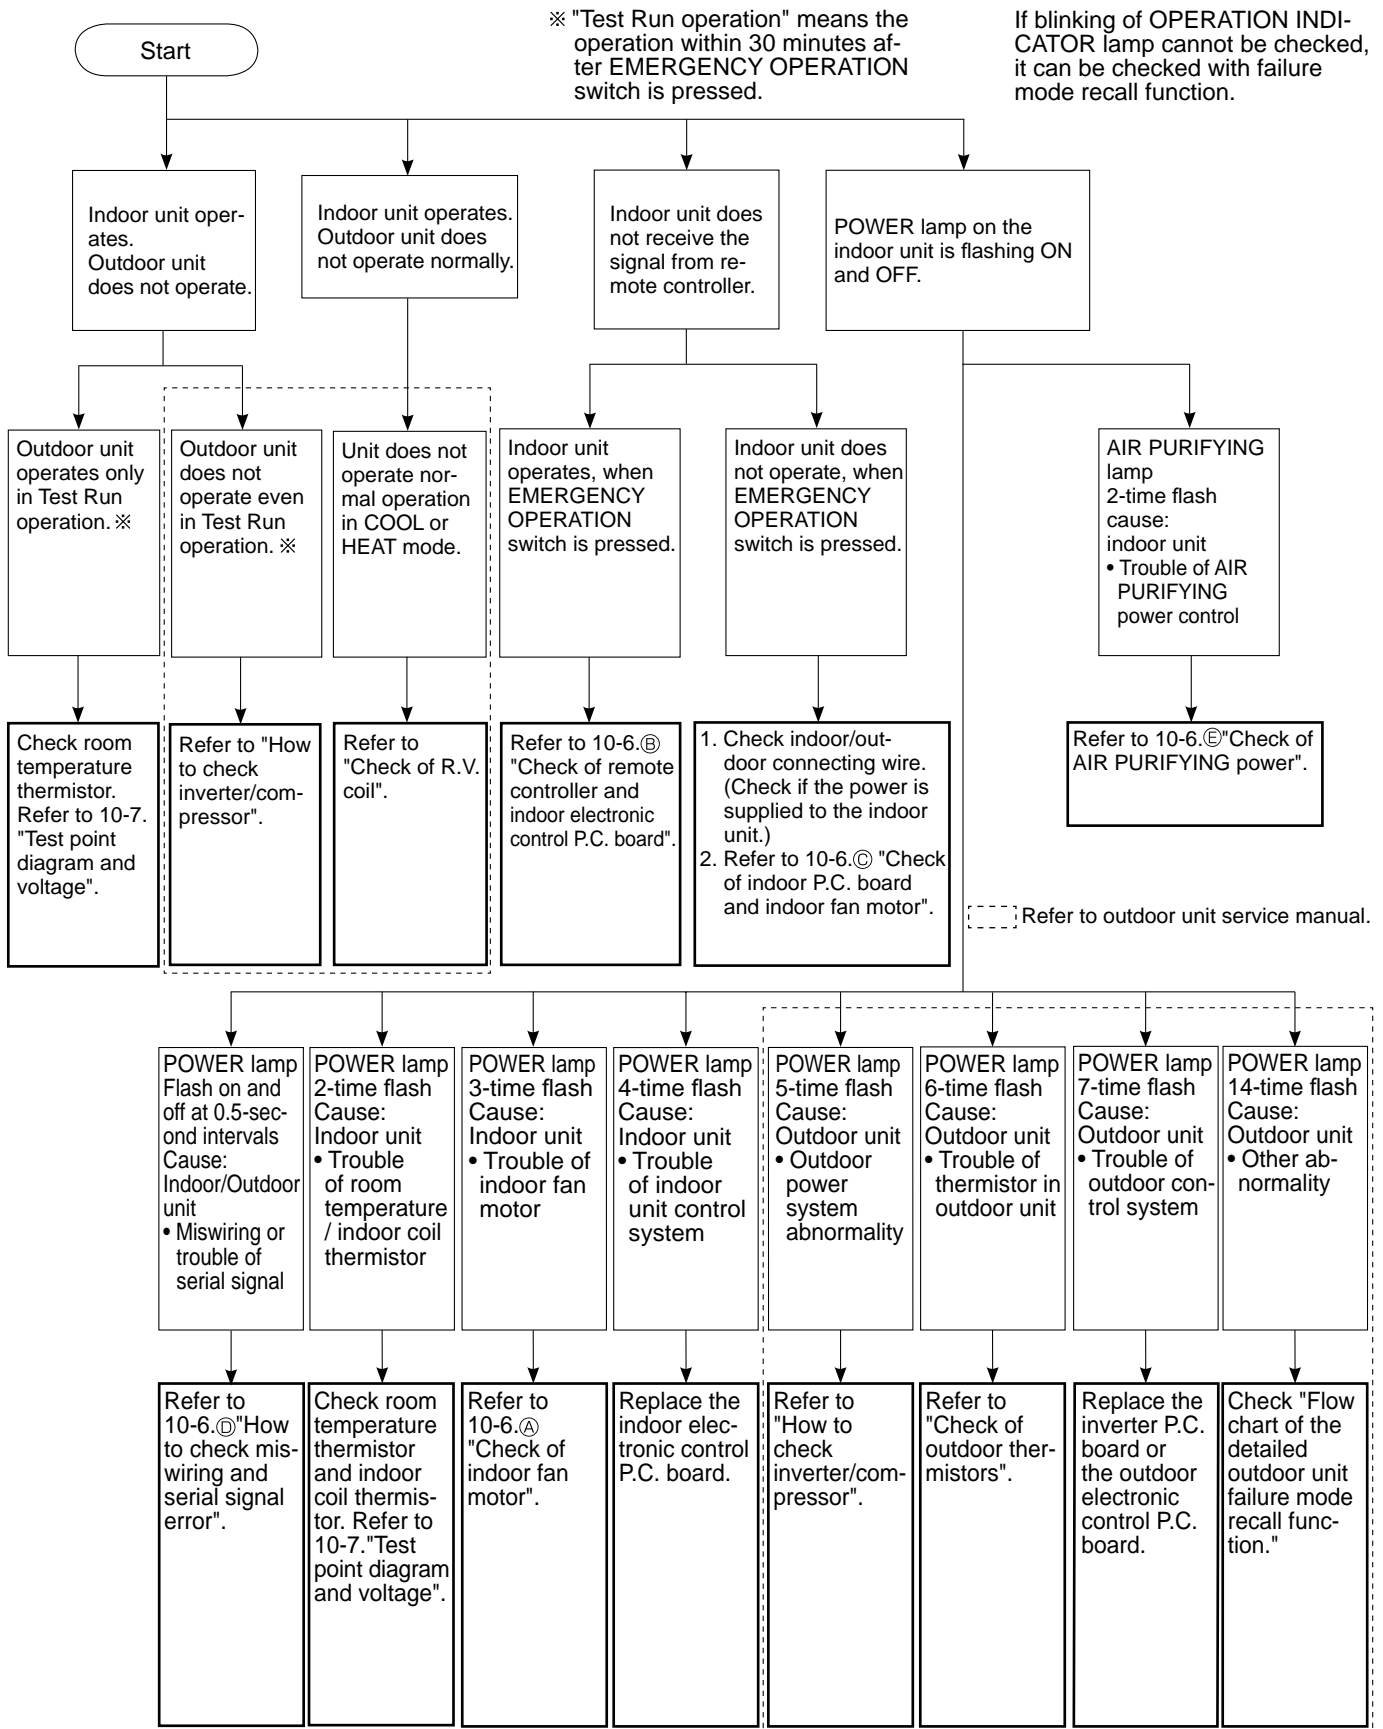 Start
※ "Test Run operation" means the
operation within 30 minutes af-
ter EMERGENCY OPERATION
switch is pressed.
If blinking of OPERATION INDI-
CATOR lamp cannot be checked,
it can be checked with failure
mode recall function.
Indoor unit oper-
ates.
Outdoor unit
does not operate.
Indoor unit operates.
Outdoor unit does
not operate normally.
Indoor unit does
not receive the
signal from re-
mote controller.
POWER lamp on the
indoor unit is flashing ON
and OFF.
Outdoor unit
operates only
in Test Run
operation. ※
Outdoor unit
does not
operate even
in Test Run
operation. ※
Unit does not
operate nor-
mal operation
in COOL or
HEAT mode.
Indoor unit
operates, when
EMERGENCY
OPERATION
switch is pressed.
Indoor unit does
not operate, when
EMERGENCY
OPERATION
switch is pressed.
AIR PURIFYING
lamp
2-time flash
cause:
indoor unit
• Trouble of AIR
PURIFYING
power control
Check room
temperature
thermistor.
Refer to 10-7.
"Test point
diagram and
voltage".
Refer to "How
to check
inverter/com-
pressor".
Refer to
"Check of R.V.
coil".
Refer to 10-6.Ⓑ
"Check of remote
controller and
indoor electronic
control P.C. board".
1. Check indoor/out-
door connecting wire.
(Check if the power is
supplied to the indoor
unit.)
2. Refer to 10-6.Ⓒ "Check
of indoor P.C. board
and indoor fan motor".
Refer to 10-6.Ⓔ"Check of
AIR PURIFYING power".
Refer to outdoor unit service manual.
POWER lamp
Flash on and
off at 0.5-sec-
ond intervals
Cause:
Indoor/Outdoor
unit
• Miswiring or
trouble of
serial signal
POWER lamp
2-time flash
Cause:
Indoor unit
• Trouble
of room
temperature
/ indoor coil
thermistor
POWER lamp
3-time flash
Cause:
Indoor unit
• Trouble of
indoor fan
motor
POWER lamp
4-time flash
Cause:
Indoor unit
• Trouble
of indoor
unit control
system
POWER lamp
5-time flash
Cause:
Outdoor unit
• Outdoor
power
system
abnormality
POWER lamp
6-time flash
Cause:
Outdoor unit
• Trouble of
thermistor in
outdoor unit
POWER lamp
7-time flash
Cause:
Outdoor unit
• Trouble of
outdoor con-
trol system
POWER lamp
14-time flash
Cause:
Outdoor unit
• Other ab-
normality
Refer to
10-6.Ⓓ"How
to check mis-
wiring and
serial signal
error".
Check room
temperature
thermistor
and indoor
coil thermis-
tor. Refer to
10-7."Test
point diagram
and voltage".
Refer to
10-6.Ⓐ
"Check of
indoor fan
motor".
Replace the
indoor elec-
tronic control
P.C. board.
Refer to
"How to
check
inverter/com-
pressor".
Refer to
"Check of
outdoor ther-
mistors".
Replace the
inverter P.C.
board or
the outdoor
electronic
control P.C.
board.
Check "Flow
chart of the
detailed
outdoor unit
failure mode
recall func-
tion."